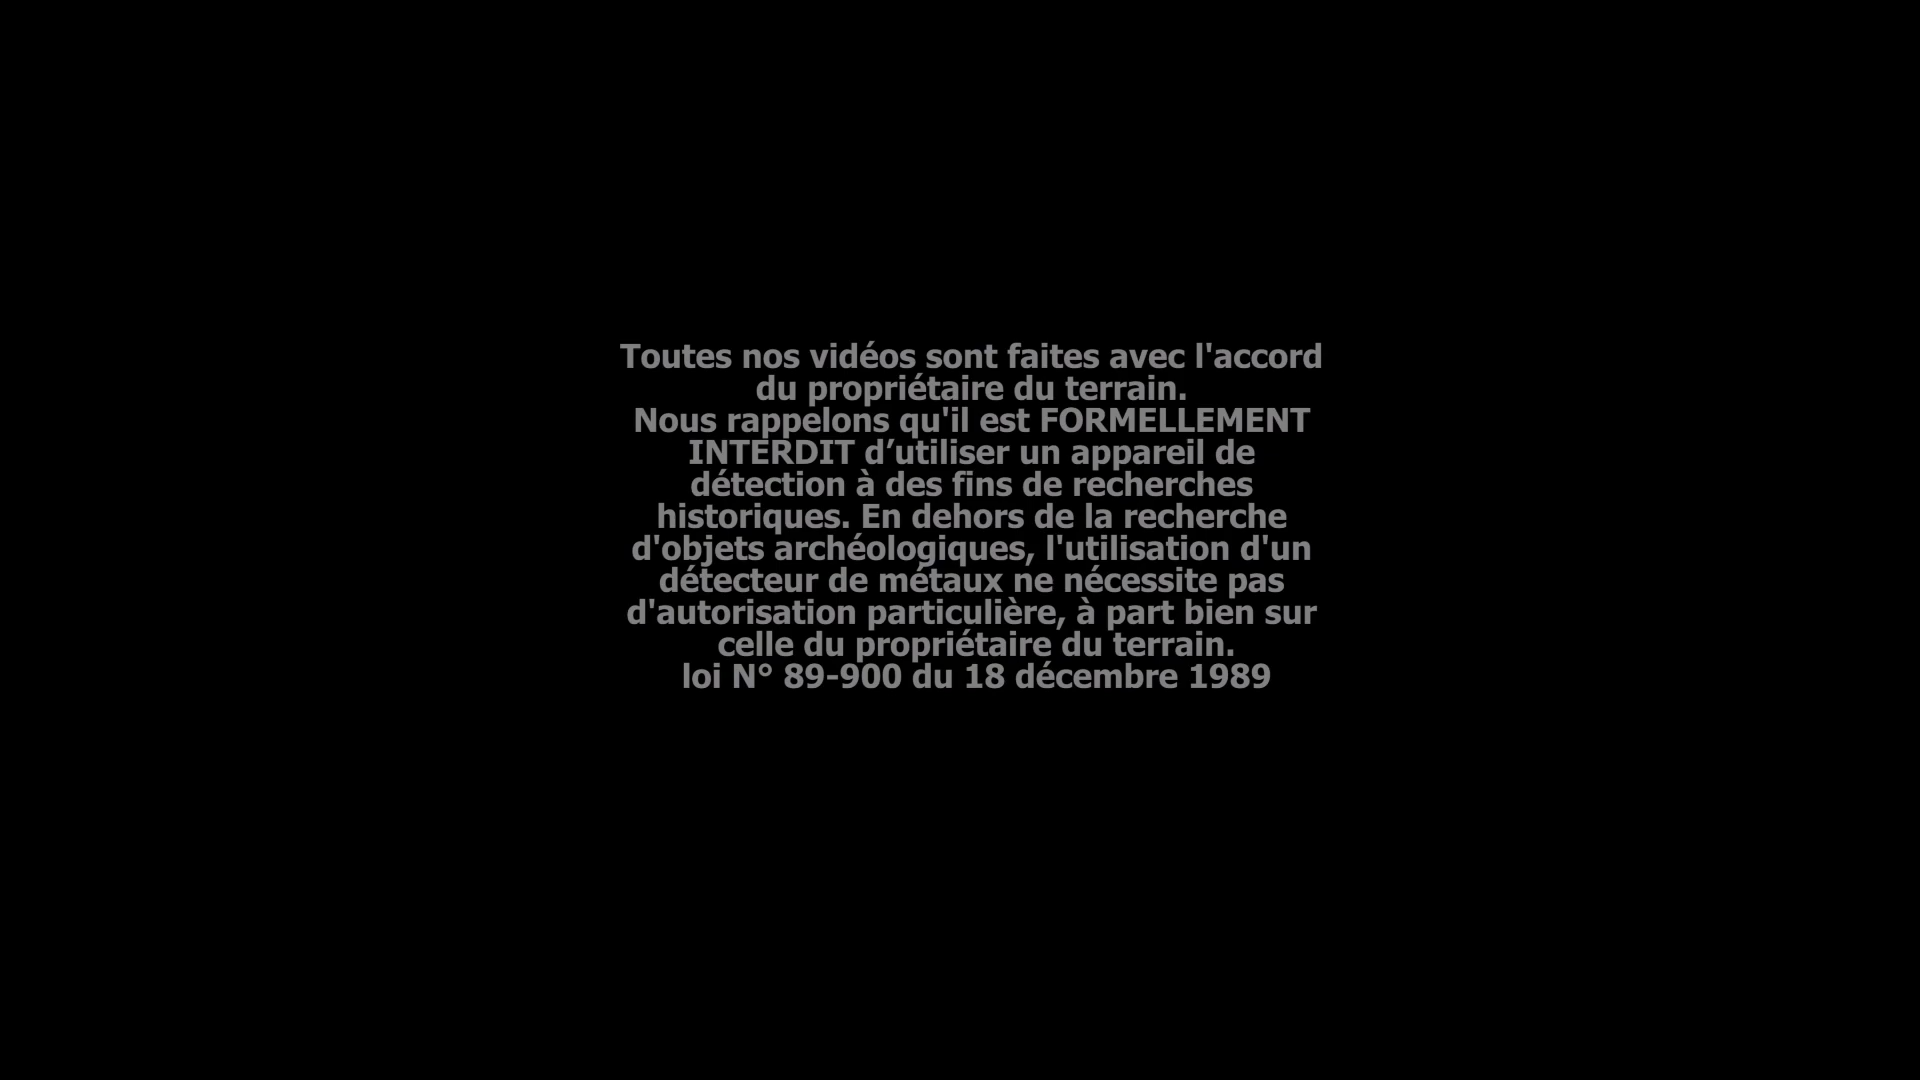 Toutes nos vidéos sont faites avec l'accord
du propriétaire du terrain.
Nous rappelons qu'il est FORMELLEMENT
INTERDIT d’utiliser un appareil de
détection à des fins de recherches
historiques. En dehors de la recherche
d'objets archéologiques, l'utilisation d'un
détecteur de métaux ne nécessite pas
d'autorisation particulière, à part bien sur
celle du propriétaire du terrain.
loi N° 89-900 du 18 décembre 1989